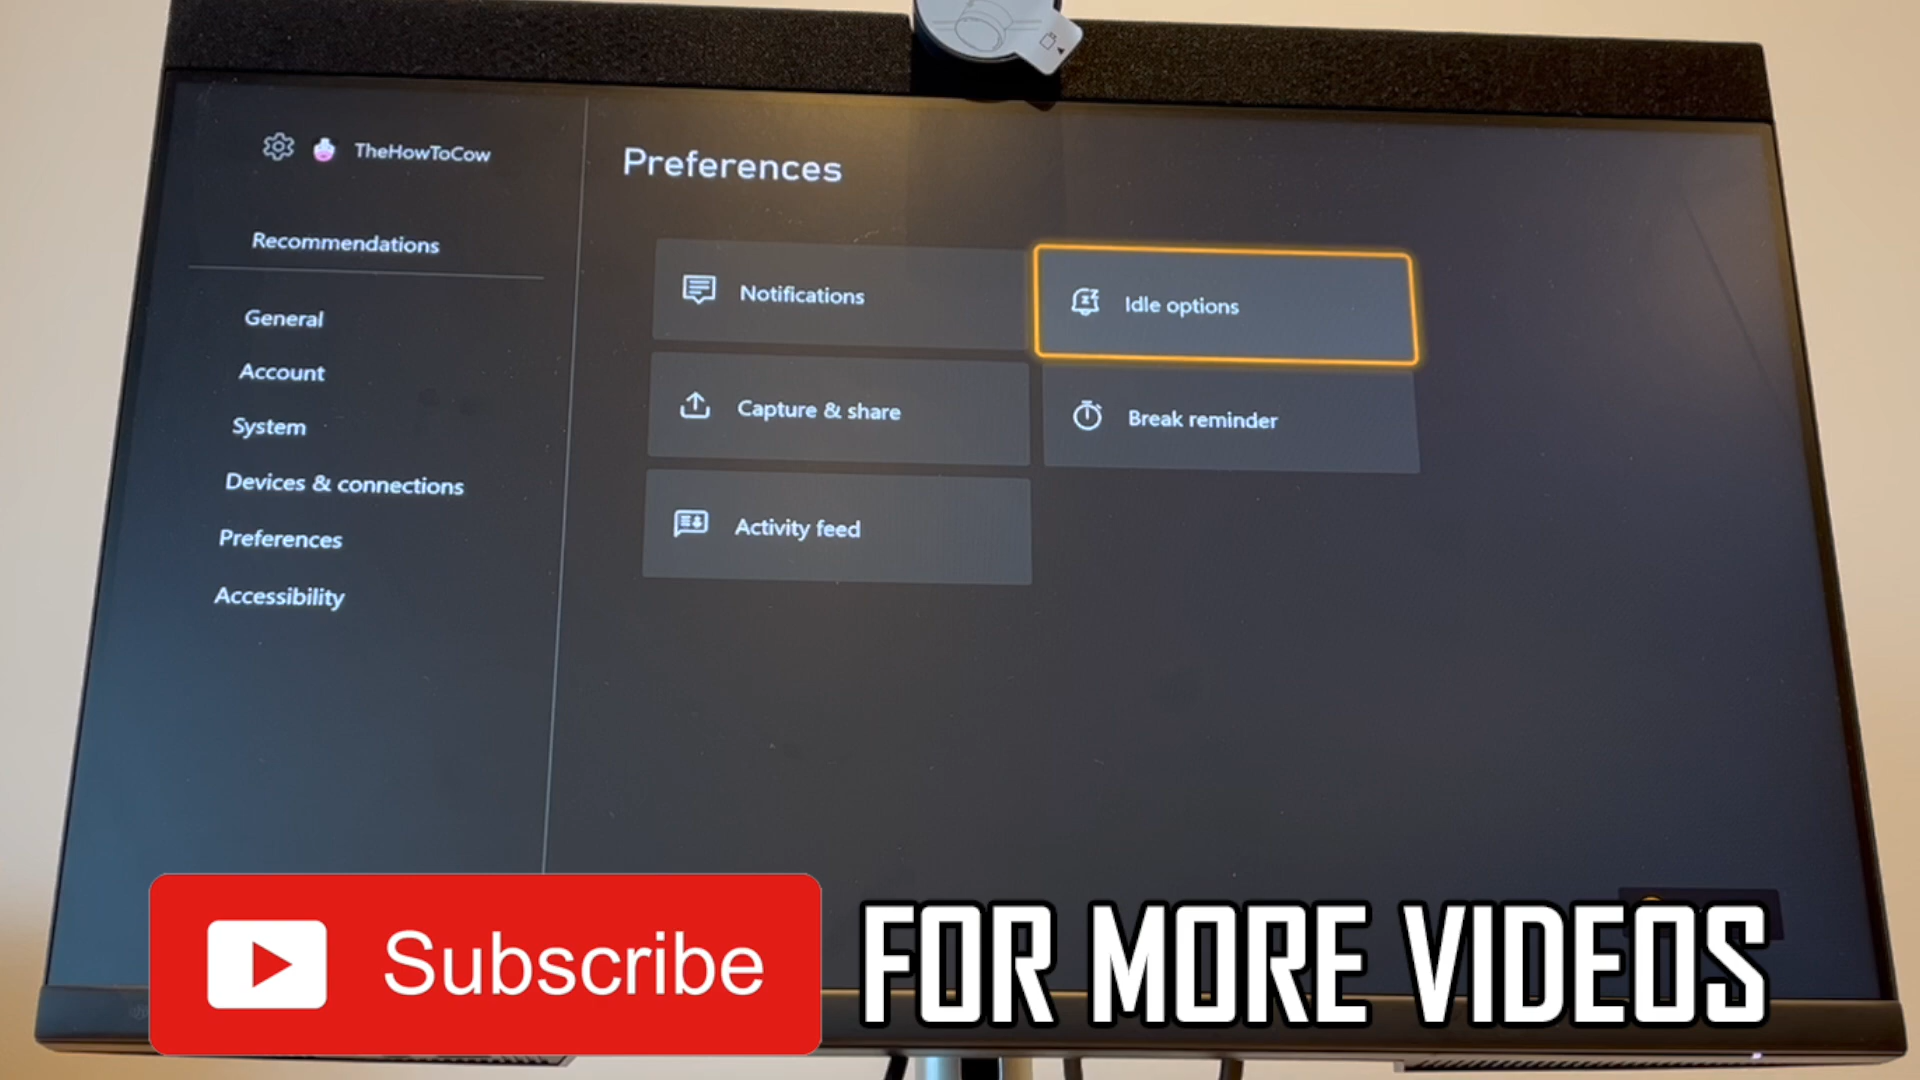 TheHowToCow
Recommendations
General
Account
System
Devices & connections
Preferences
Accessibility
Preferences
Notifications
Idle options
Capture & share
Break reminder
Activity feed
Subscribe
FOR MORE VIDEOS